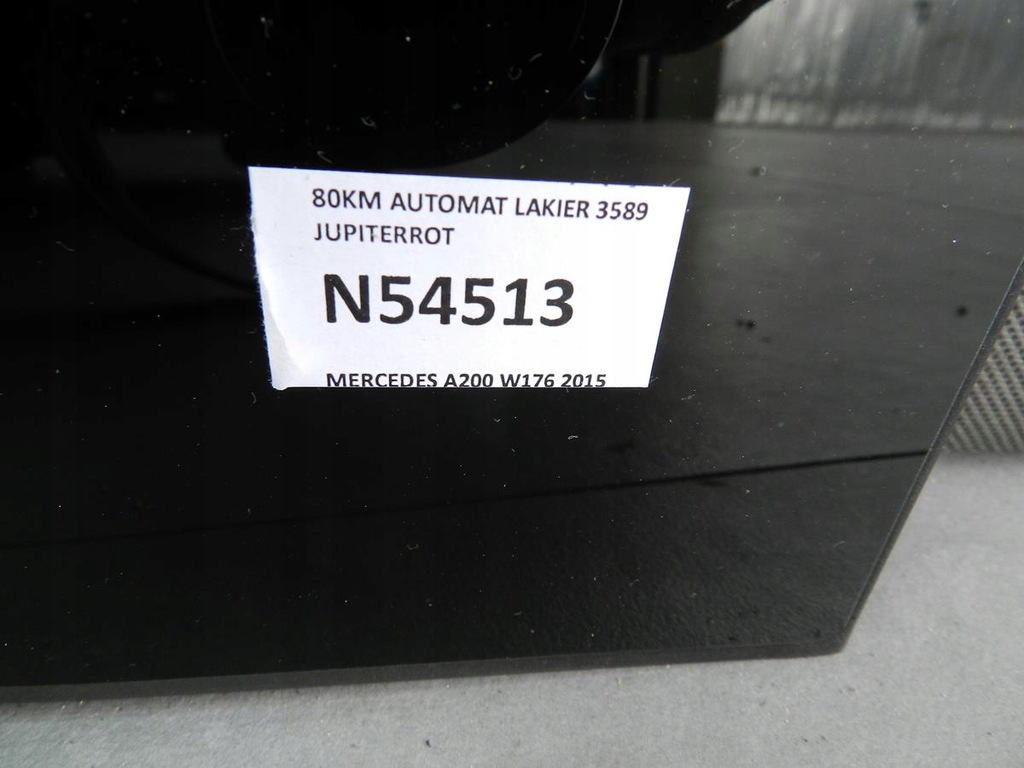 80KM AUTOMAT LAKIER 3589
JUPITERROT
N54513
MERCEDES A200 W176 2015